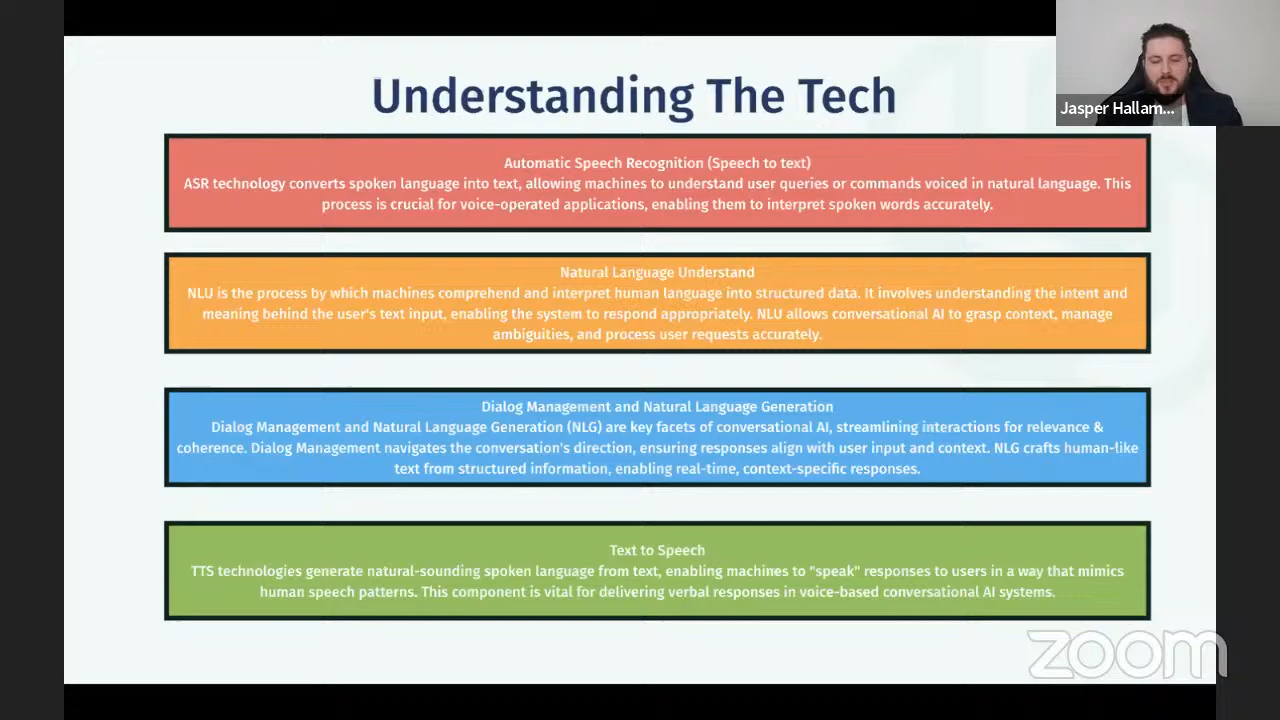 Understanding The Tech
Jasper Hallam...
Automatic Speech Recognition (Speech to text)
ASR technology converts spoken language into text, allowing machines to understand user queries or commands voiced in natural language. This
process is crucial for voice-operated applications, enabling them to interpret spoken words accurately.
Natural Language Understand
NLU is the process by which machines comprehend and interpret human language into structured data. It involves understanding the intent and
meaning behind the user's text input, enabling the system to respond appropriately. NLU allows conversational AI to grasp context, manage
ambiguities, and process user requests accurately.
Dialog Management and Natural Language Generation
Dialog Management and Natural Language Generation (NLG) are key facets of conversational AI, streamlining interactions for relevance &
coherence. Dialog Management navigates the conversation's direction, ensuring responses align with user input and context. NLG crafts human-like
text from structured information, enabling real-time, context-specific responses.
Text to Speech
TTS technologies generate natural-sounding spoken language from text, enabling machines to "speak" responses to users in a way that mimics
human speech patterns. This component is vital for delivering verbal responses in voice-based conversational AI systems.
zoom